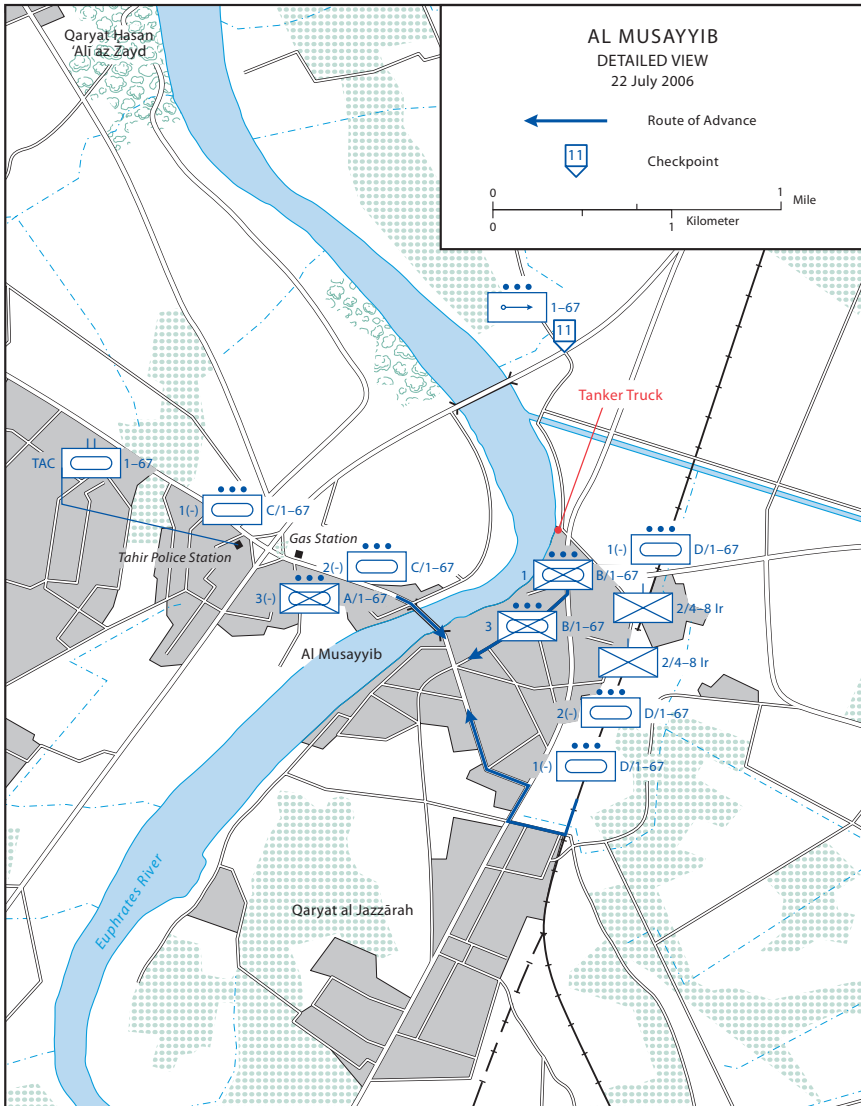 Qaryat Ḥasan
‘Alī az Zayd
AL MUSAYYIB
DETAILED VIEW
22 July 2006
Route of Advance
11
Checkpoint
0
1
Mile
0
1
Kilometer
1–67
11
Tanker Truck
TAC
1–67
1(-)
C/1–67
Gas Station
Tahir Police Station
2(-)
C/1–67
1(-)
D/1–67
1
B/1–67
3(-)
A/1–67
2/4–8 Ir
3
B/1–67
Al Musayyib
2/4–8 Ir
2(-)
D/1–67
1(-)
D/1–67
Euphrates River
Qaryat al Jazzārah